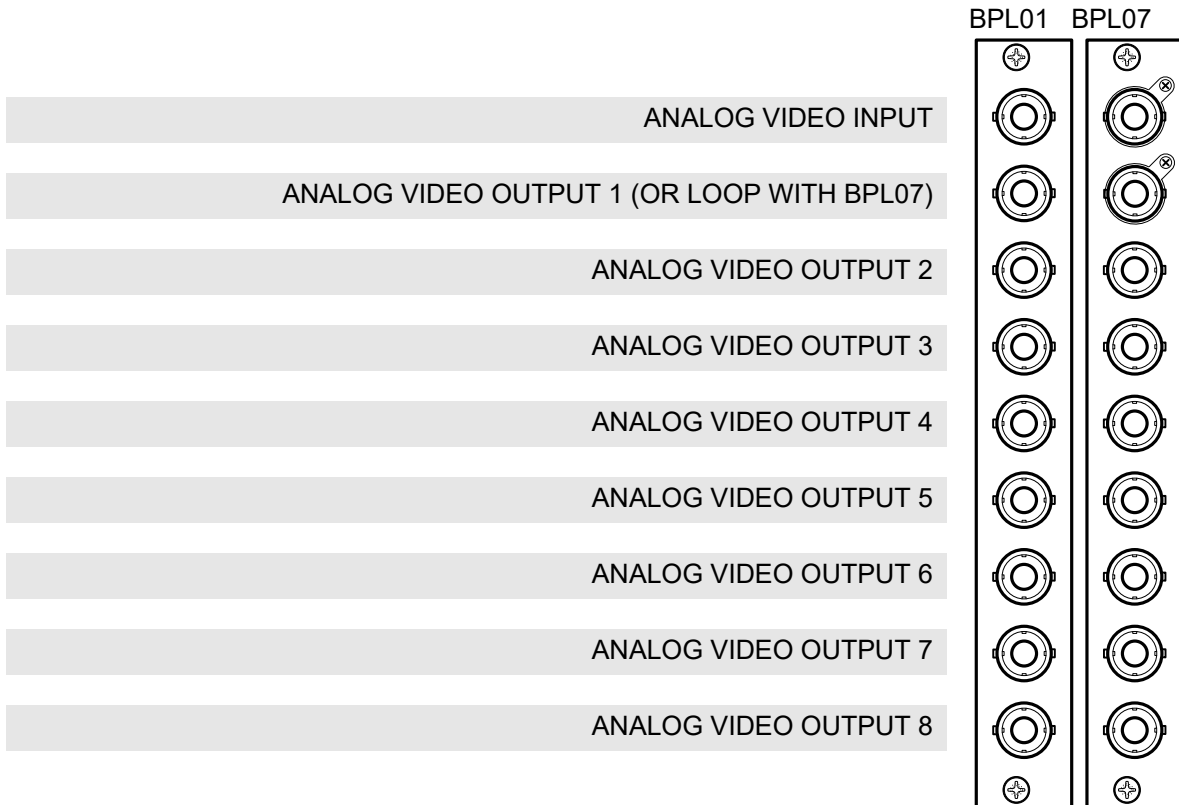 BPL01 BPL07
ANALOG VIDEO INPUT
ANALOG VIDEO OUTPUT 1 (OR LOOP WITH BPL07)
ANALOG VIDEO OUTPUT 2
ANALOG VIDEO OUTPUT 3
ANALOG VIDEO OUTPUT 4
ANALOG VIDEO OUTPUT 5
ANALOG VIDEO OUTPUT 6
ANALOG VIDEO OUTPUT 7
ANALOG VIDEO OUTPUT 8